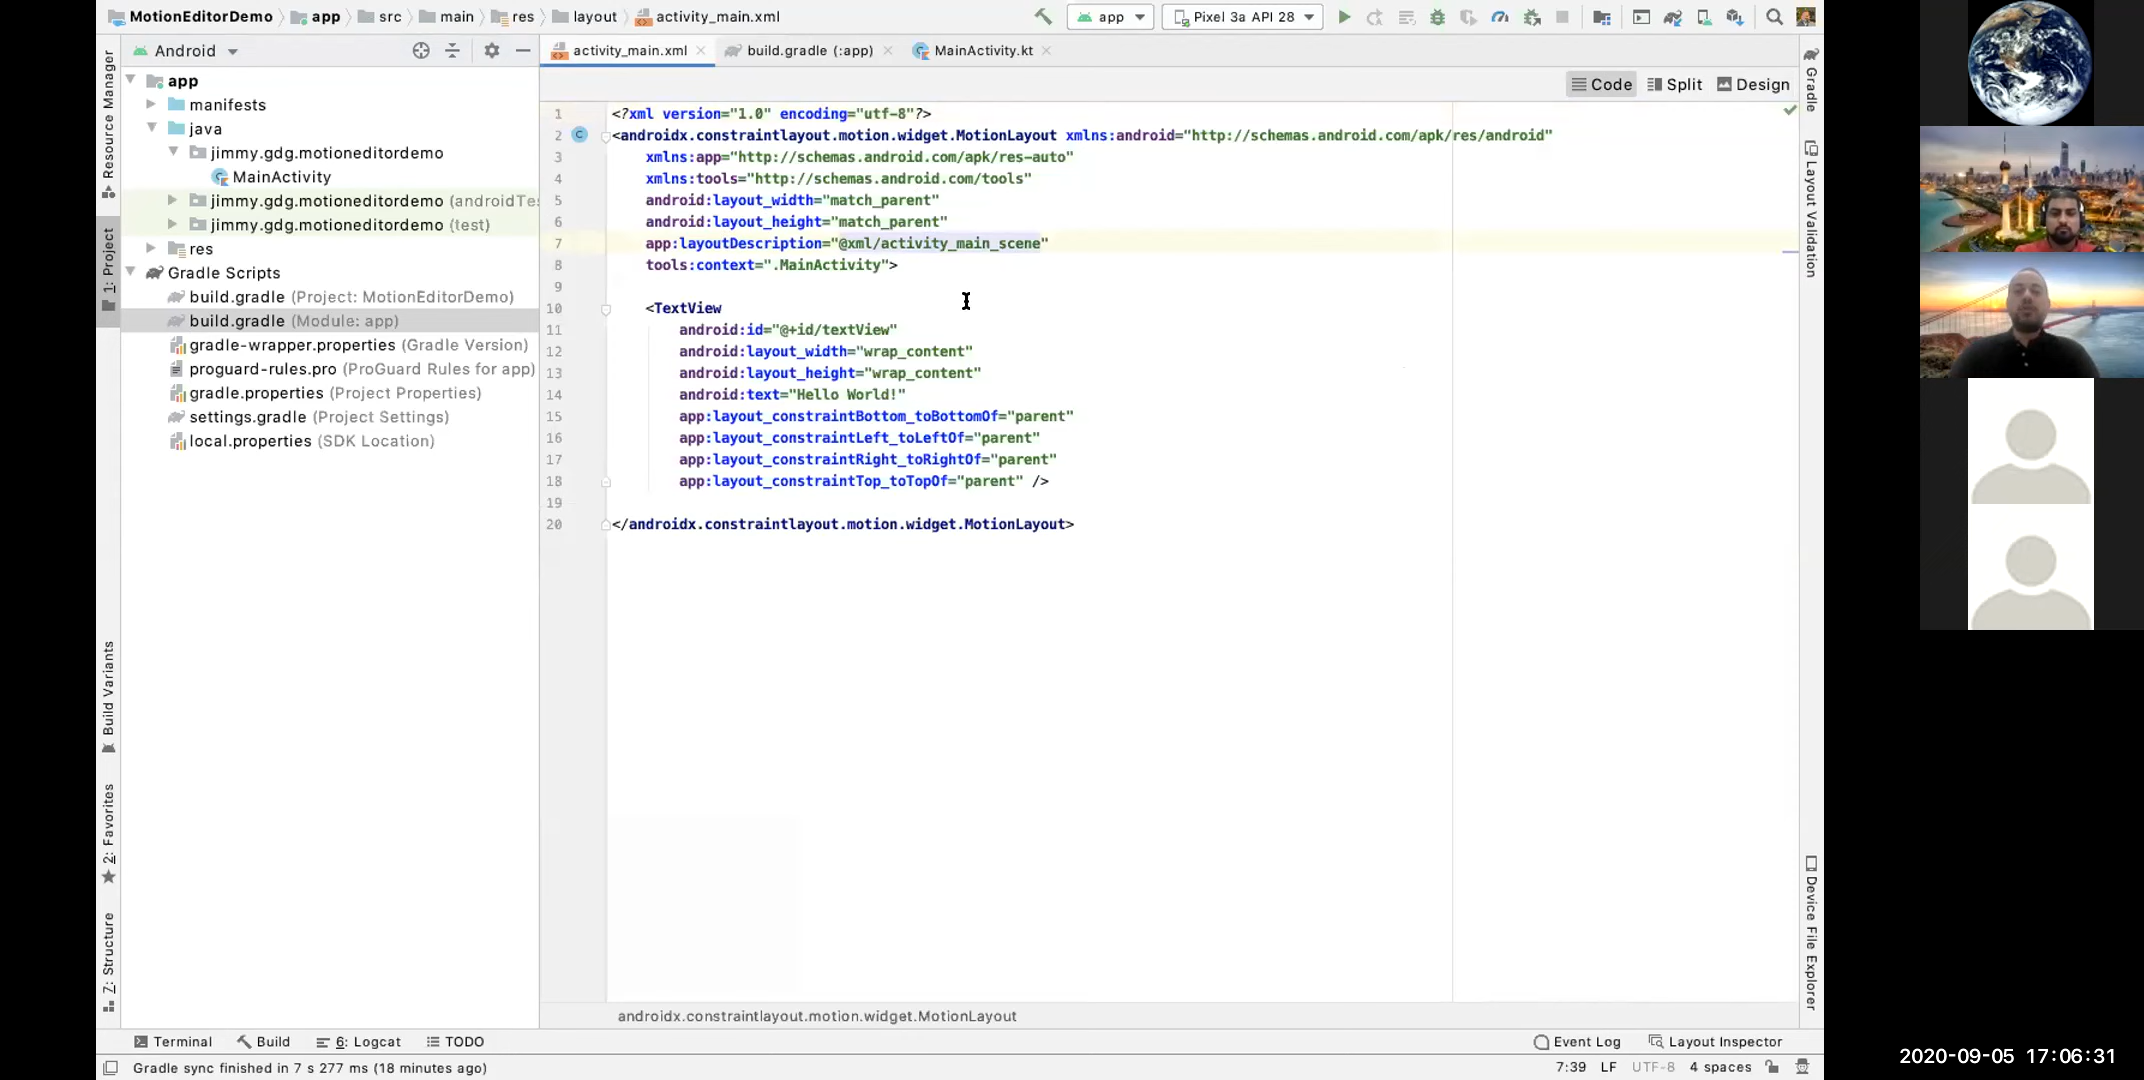 MotionEditorDemo app src main res layout activity_main.xml
app Pixel 3a API 28
Android
activity_main.xml build.gradle (:app) MainActivity.kt
Code Split Design
Resource Manager
1: Project
Build Variants
2: Favorites
7: Structure
app
manifests
java
jimmy.gdg.motioneditordemo
MainActivity
jimmy.gdg.motioneditordemo (androidTes
jimmy.gdg.motioneditordemo (test)
res
Gradle Scripts
build.gradle (Project: MotionEditorDemo)
build.gradle (Module: app)
gradle-wrapper.properties (Gradle Version)
proguard-rules.pro (ProGuard Rules for app)
gradle.properties (Project Properties)
settings.gradle (Project Settings)
local.properties (SDK Location)
1 <?xml version="1.0" encoding="utf-8"?>
2 <androidx.constraintlayout.motion.widget.MotionLayout xmlns:android="http://schemas.android.com/apk/res/android"
3 xmlns:app="http://schemas.android.com/apk/res-auto"
4 xmlns:tools="http://schemas.android.com/tools"
5 android:layout_width="match_parent"
6 android:layout_height="match_parent"
7 app:layoutDescription="@xml/activity_main_scene"
8 tools:context=".MainActivity">
9
10 <TextView
11 android:id="@+id/textView"
12 android:layout_width="wrap_content"
13 android:layout_height="wrap_content"
14 android:text="Hello World!"
15 app:layout_constraintBottom_toBottomOf="parent"
16 app:layout_constraintLeft_toLeftOf="parent"
17 app:layout_constraintRight_toRightOf="parent"
18 app:layout_constraintTop_toTopOf="parent" />
19
20 </androidx.constraintlayout.motion.widget.MotionLayout>
androidx.constraintlayout.motion.widget.MotionLayout
Gradle
Layout Validation
Device File Explorer
Terminal Build 6: Logcat TODO Event Log Layout Inspector
Gradle sync finished in 7 s 277 ms (18 minutes ago) 7:39 LF UTF-8 4 spaces
2020-09-05 17:06:31